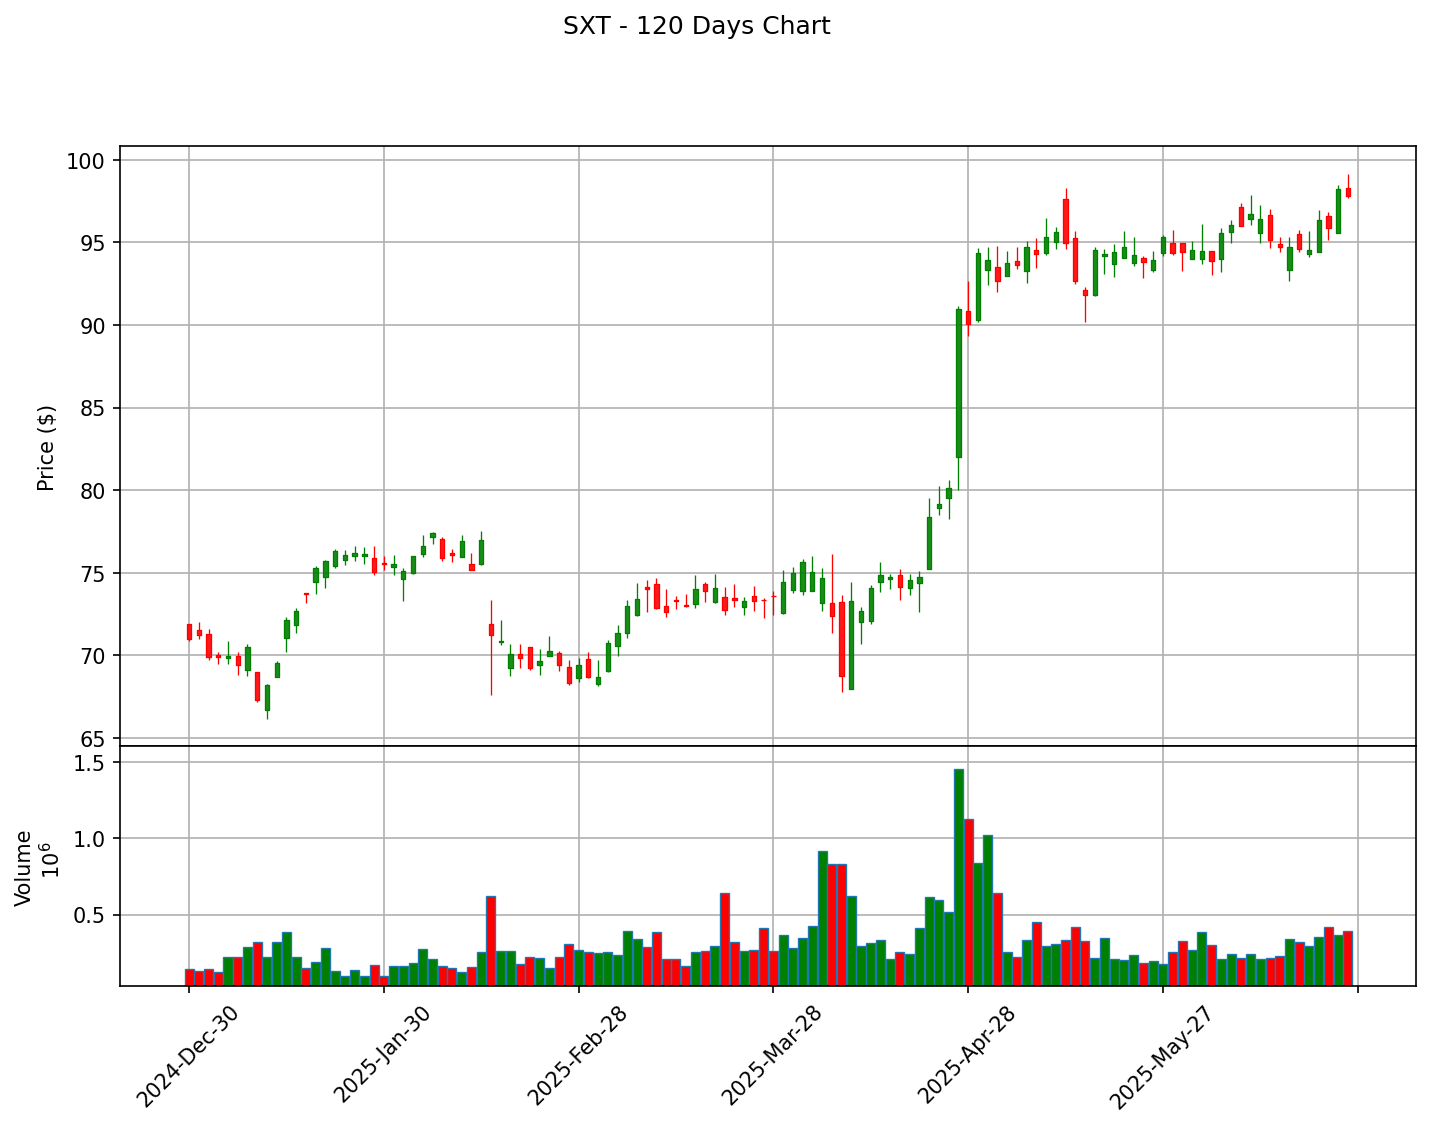 SXT - 120 Days Chart
100
95
90
85
80
75
70
65
Price ($)
1.5
1.0
0.5
Volume
10⁶
2024-Dec-30
2025-Jan-30
2025-Feb-28
2025-Mar-28
2025-Apr-28
2025-May-27